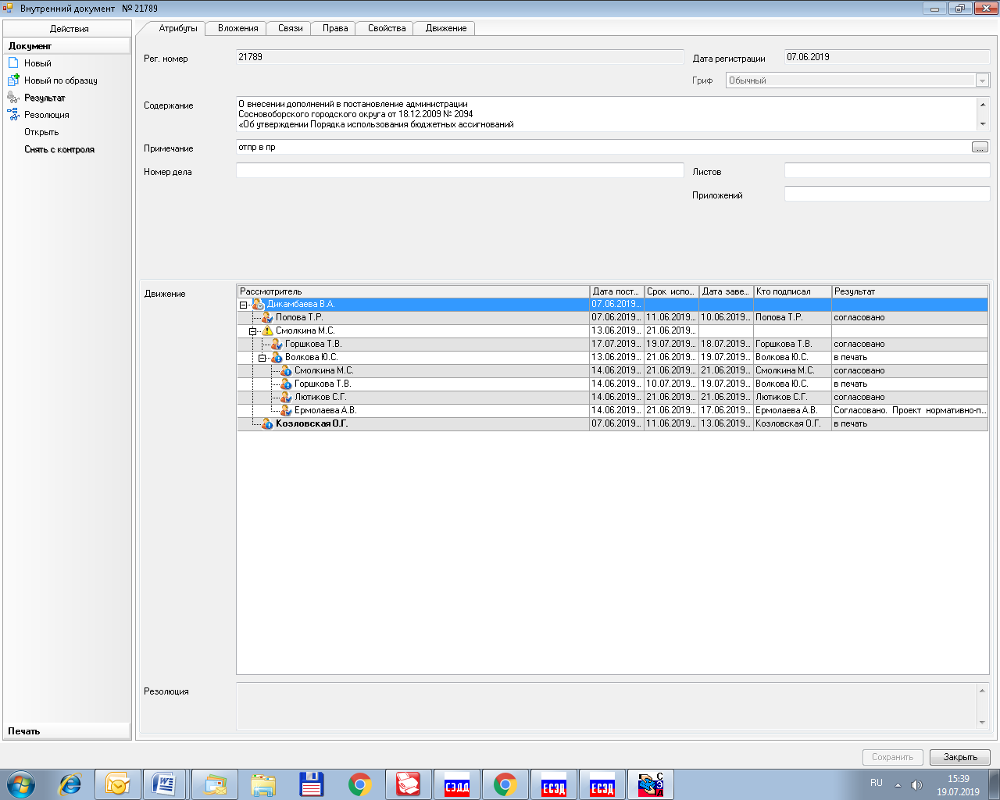 Внутренний документ № 21789
Действия
Документ
Новый
Новый по образцу
Результат
Резолюция
Открыть
Снять с контроля
Печать
Атрибуты Вложения Связи Права Свойства Движение
Рег. номер 21789 Дата регистрации 07.06.2019
Гриф Обычный
Содержание О внесении дополнений в постановление администрации
Сосновоборского городского округа от 18.12.2009 № 2094
«Об утверждении Порядка использования бюджетных ассигнований
Примечание отпр в пр ...
Номер дела Листов
Приложений
Движение
Рассмотритель Дата пост... Срок испо... Дата заве... Кто подписал Результат
Дикамбаева В.А. 07.06.2019...
Попова Т.Р. 07.06.2019... 11.06.2019... 10.06.2019... Попова Т.Р. согласовано
Смолкина М.С. 13.06.2019... 21.06.2019...
Горшкова Т.В. 17.07.2019... 19.07.2019... 18.07.2019... Горшкова Т.В. согласовано
Волкова Ю.С. 13.06.2019... 21.06.2019... 19.07.2019... Волкова Ю.С. в печать
Смолкина М.С. 14.06.2019... 21.06.2019... 21.06.2019... Смолкина М.С. согласовано
Горшкова Т.В. 14.06.2019... 10.07.2019... 19.07.2019... Волкова Ю.С. в печать
Лютиков С.Г. 14.06.2019... 21.06.2019... 21.06.2019... Лютиков С.Г. согласовано
Ермолаева А.В. 14.06.2019... 21.06.2019... 17.06.2019... Ермолаева А.В. Согласовано. Проект нормативно-п...
Козловская О.Г. 07.06.2019... 11.06.2019... 13.06.2019... Козловская О.Г. в печать
Резолюция
Сохранить Закрыть
СЭДД ЕСЭД ЕСЭД СЭД RU 15:39
19.07.2019